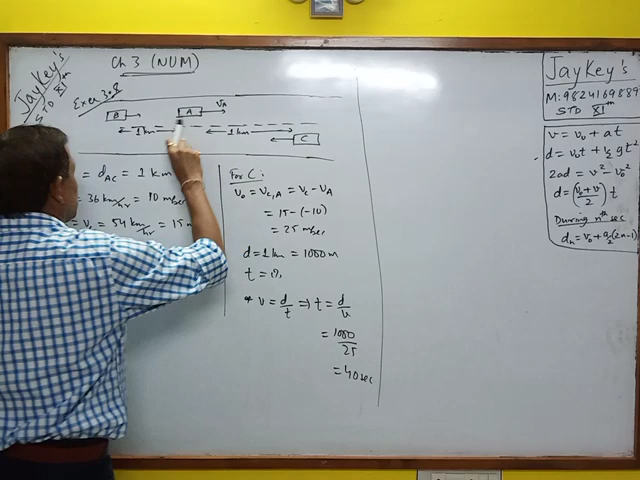 JayKey's
STD XIth
Ch 3 (NUM)
Exer 3.8
B
A
VA
1 km
1 km
C
= dAC = 1 km
= 36 km/hr = 10 m/sec
= 54 km/hr = 15 m
For C:
v₀ = vC,A = vC - vA
= 15 - (-10)
= 25 m/sec
d = 1 km = 1000 m
t = (?)
* v = d/t ⇒ t = d/v
= 1000/25
= 40 sec
JayKey's
M: 9824169889
STD XIth
v = v₀ + at
d = v₀t + ½ at²
2ad = v² - v₀²
d = (v₀+v/2) t
During nth sec
dn = v₀ + a/2 (2n-1)